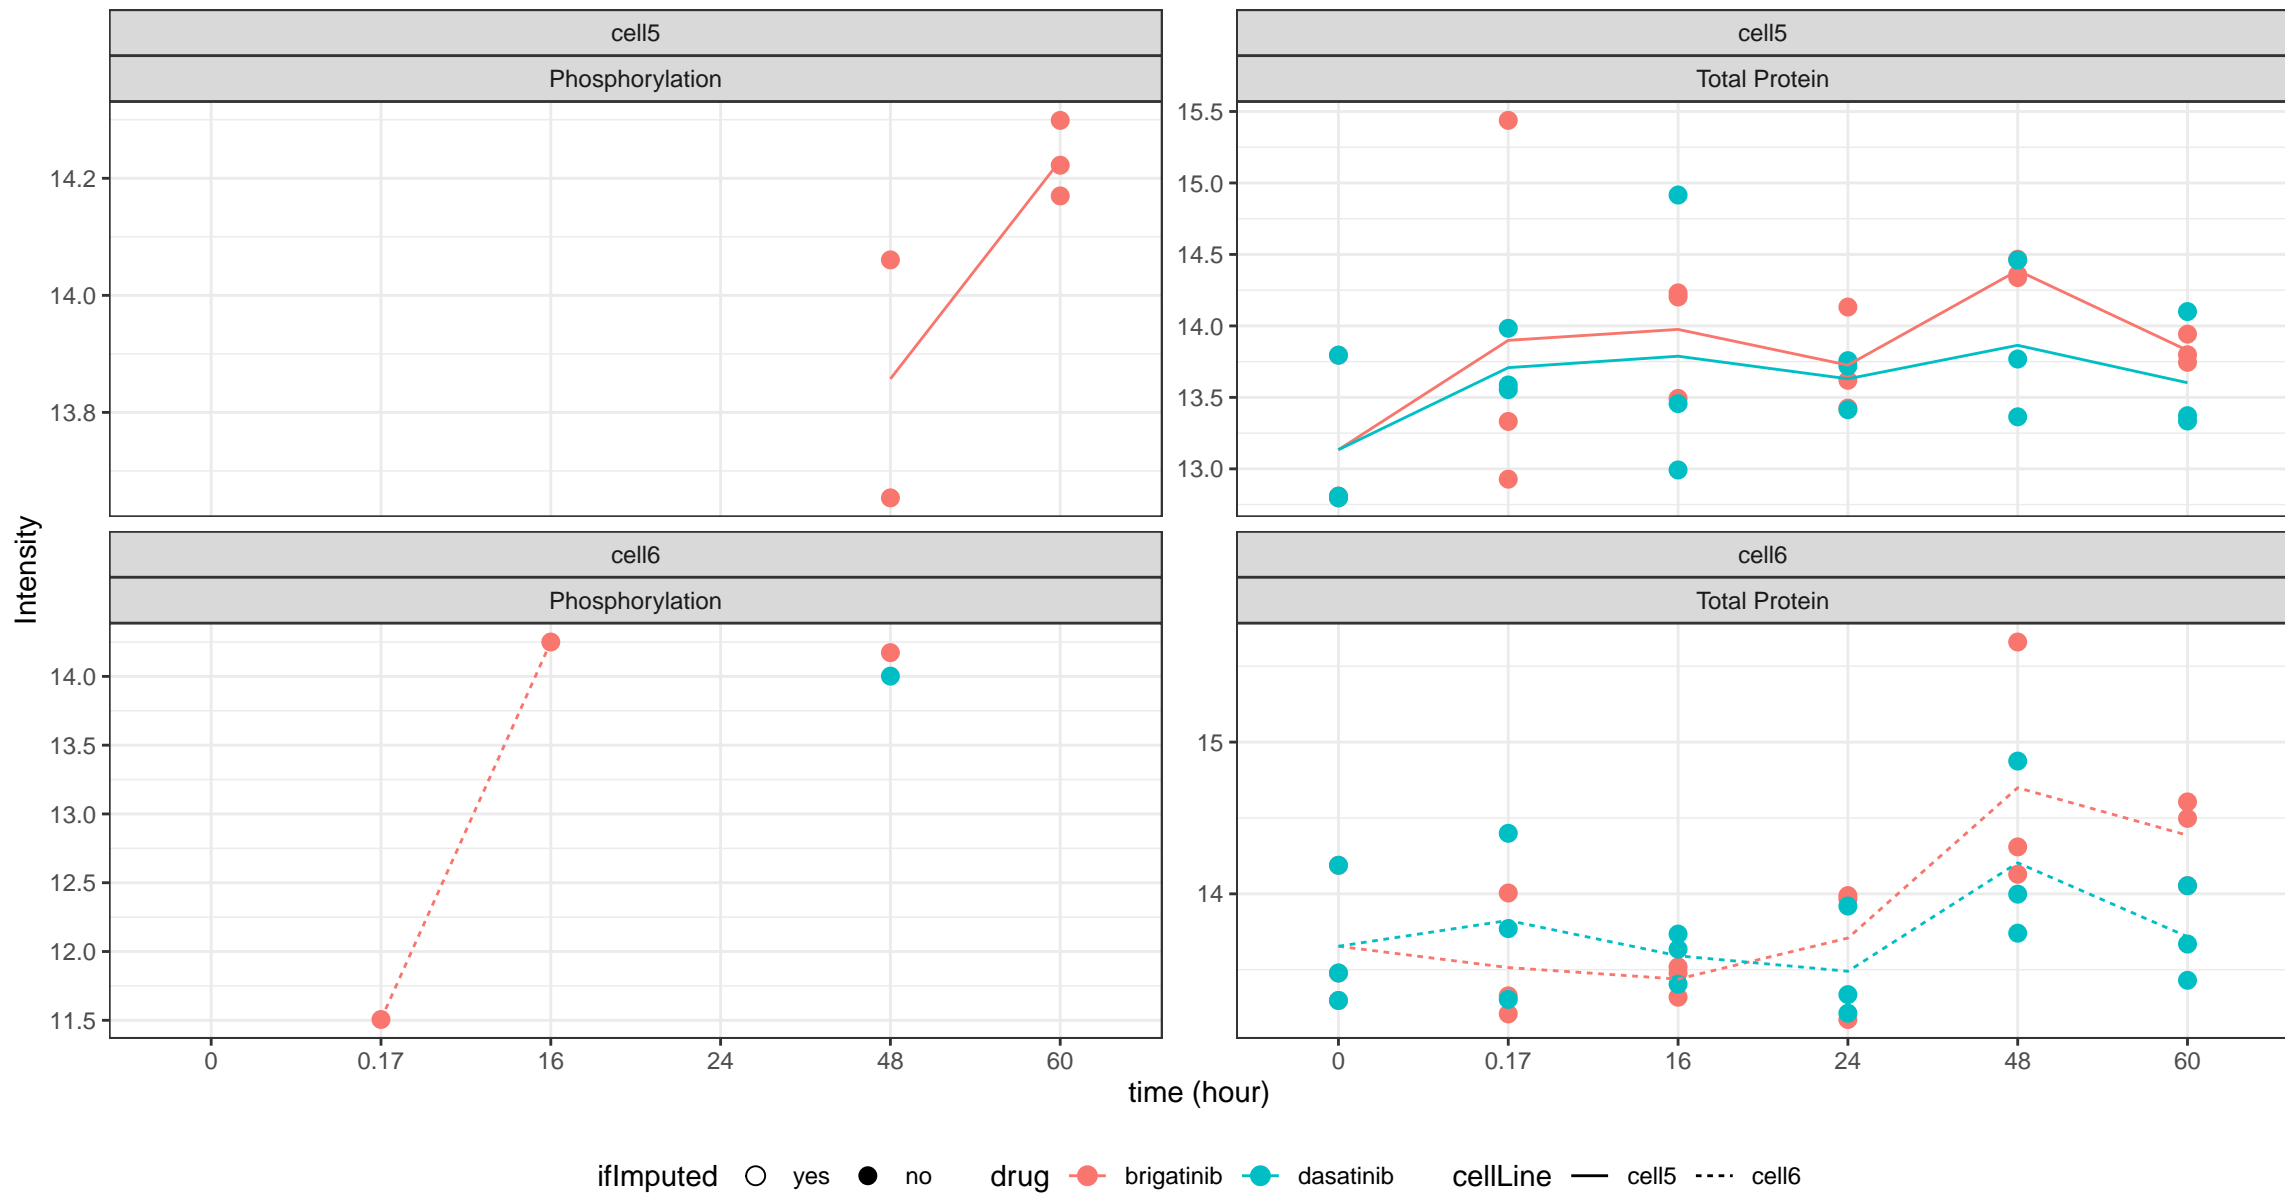 cell5
Phosphorylation
14.2
14.0
13.8
cell5
Total Protein
15.5
15.0
14.5
14.0
13.5
13.0
Intensity
cell6
Phosphorylation
14.0
13.5
13.0
12.5
12.0
11.5
0 0.17 16 24 48 60
cell6
Total Protein
15
14
0 0.17 16 24 48 60
time (hour)
ifImputed yes no drug brigatinib dasatinib cellLine cell5 cell6